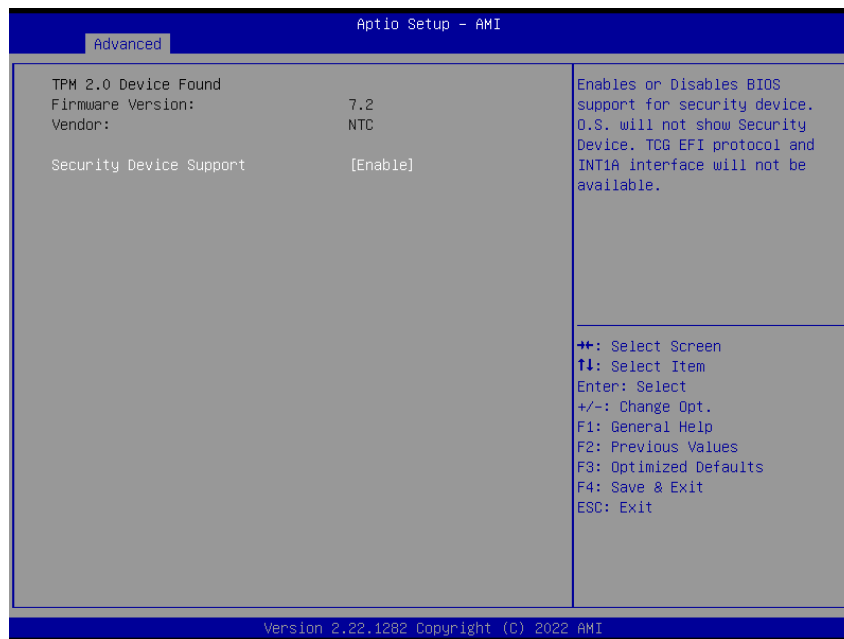 Aptio Setup – AMI
Advanced
TPM 2.0 Device Found
Firmware Version: 7.2
Vendor: NTC
Security Device Support [Enable]
Enables or Disables BIOS
support for security device.
O.S. will not show Security
Device. TCG EFI protocol and
INT1A interface will not be
available.
→←: Select Screen
↑↓: Select Item
Enter: Select
+/-: Change Opt.
F1: General Help
F2: Previous Values
F3: Optimized Defaults
F4: Save & Exit
ESC: Exit
Version 2.22.1282 Copyright (C) 2022 AMI